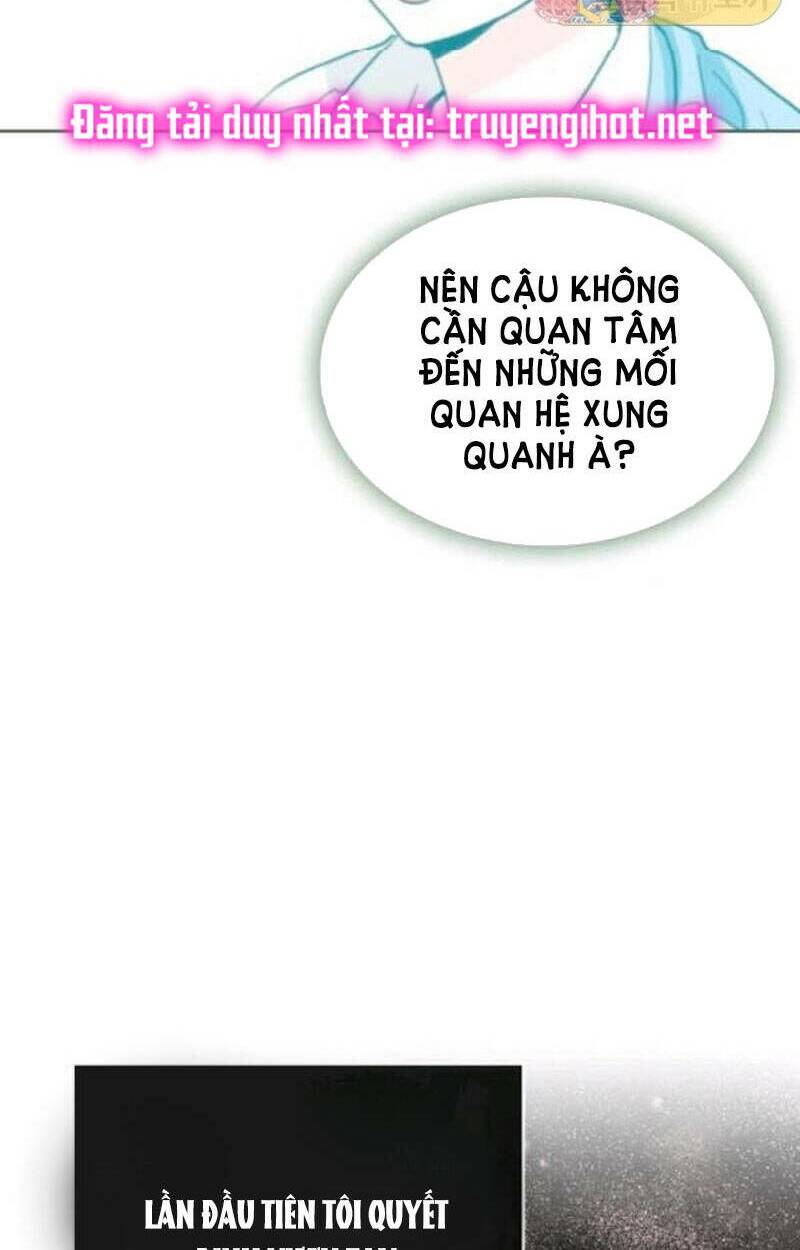 Đăng tải duy nhất tại: truyengihot.net
NÊN CẬU KHÔNG
CẦN QUAN TÂM
ĐẾN NHỮNG MỐI
QUAN HỆ XUNG
QUANH À?
LẦN ĐẦU TIÊN TÔI QUYẾT